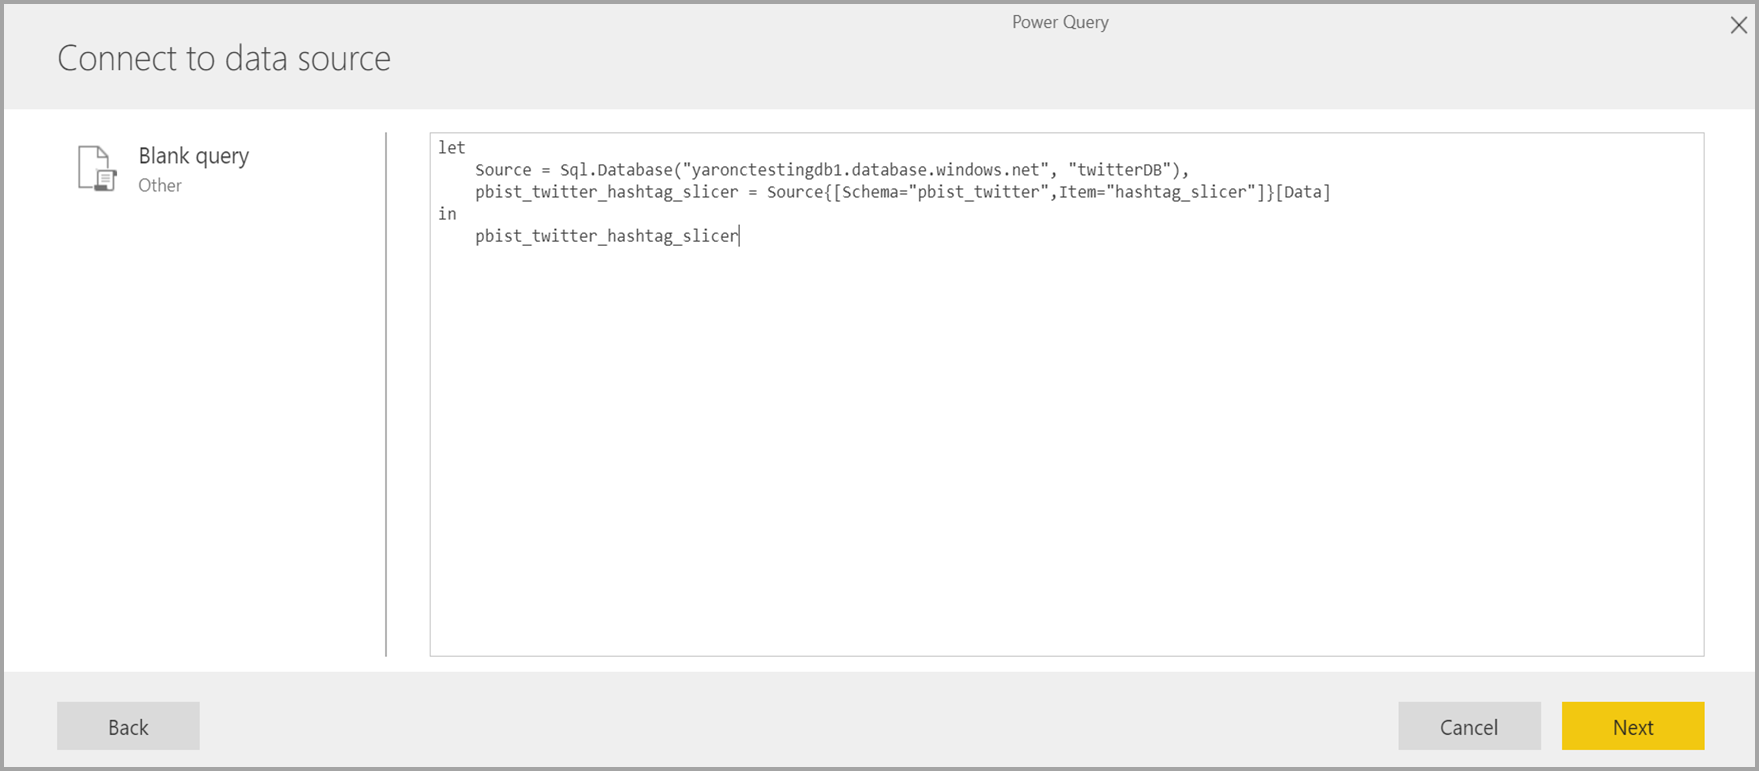 Power Query
Connect to data source
Blank query
Other
let
    Source = Sql.Database("yaronctestingdb1.database.windows.net", "twitterDB"),
    pbist_twitter_hashtag_slicer = Source{[Schema="pbist_twitter",Item="hashtag_slicer"]}[Data]
in
    pbist_twitter_hashtag_slicer
Back
Cancel
Next